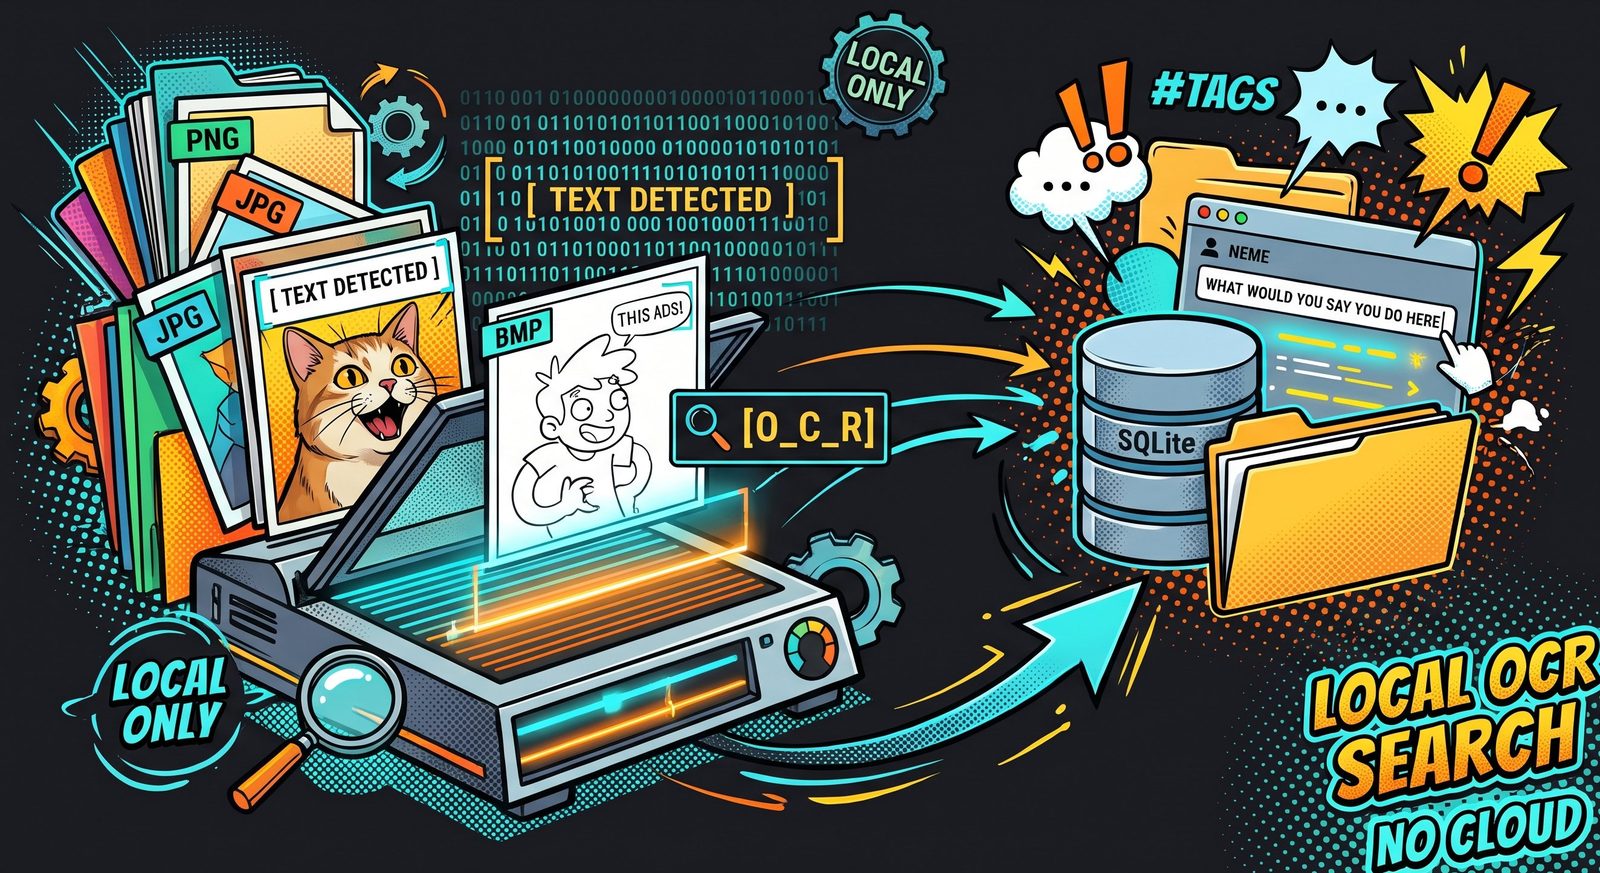 LOCAL
ONLY
#TAGS
...
!!
...
!
PNG
JPG
[ TEXT DETECTED ]
[ TEXT DETECTED ]
JPG
BMP
THIS ADS!
[O_C_R]
NEME
WHAT WOULD YOU SAY YOU DO HERE
SQLite
LOCAL
ONLY
LOCAL OCR
SEARCH
NO CLOUD